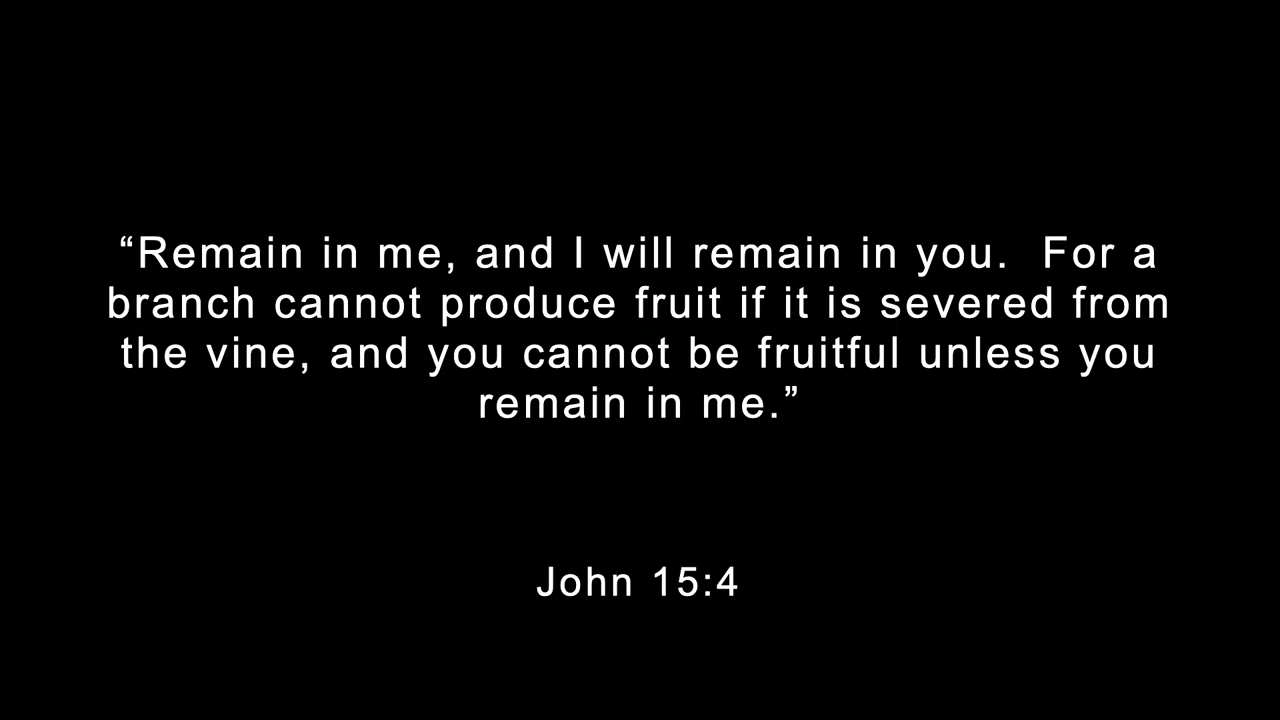 “Remain in me, and I will remain in you.  For a
branch cannot produce fruit if it is severed from
the vine, and you cannot be fruitful unless you
remain in me.”
John 15:4